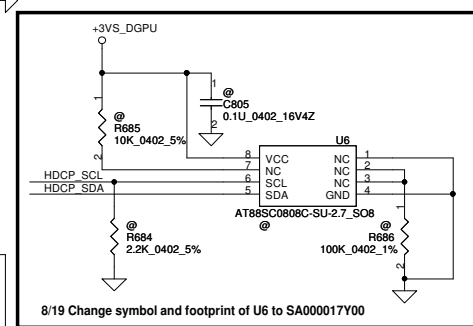 +3VS_DGPU
1
@
R685
10K_0402_5%
2
1
2
@
C805
0.1U_0402_16V4Z
U6
8 VCC NC 1
7 NC NC 2
HDCP_SCL 6 SCL NC 3
HDCP_SDA 5 SDA GND 4
AT88SC0808C-SU-2.7_SO8
@
@
R684
2.2K_0402_5%
1
@
R686
100K_0402_1%
2
8/19 Change symbol and footprint of U6 to SA000017Y00